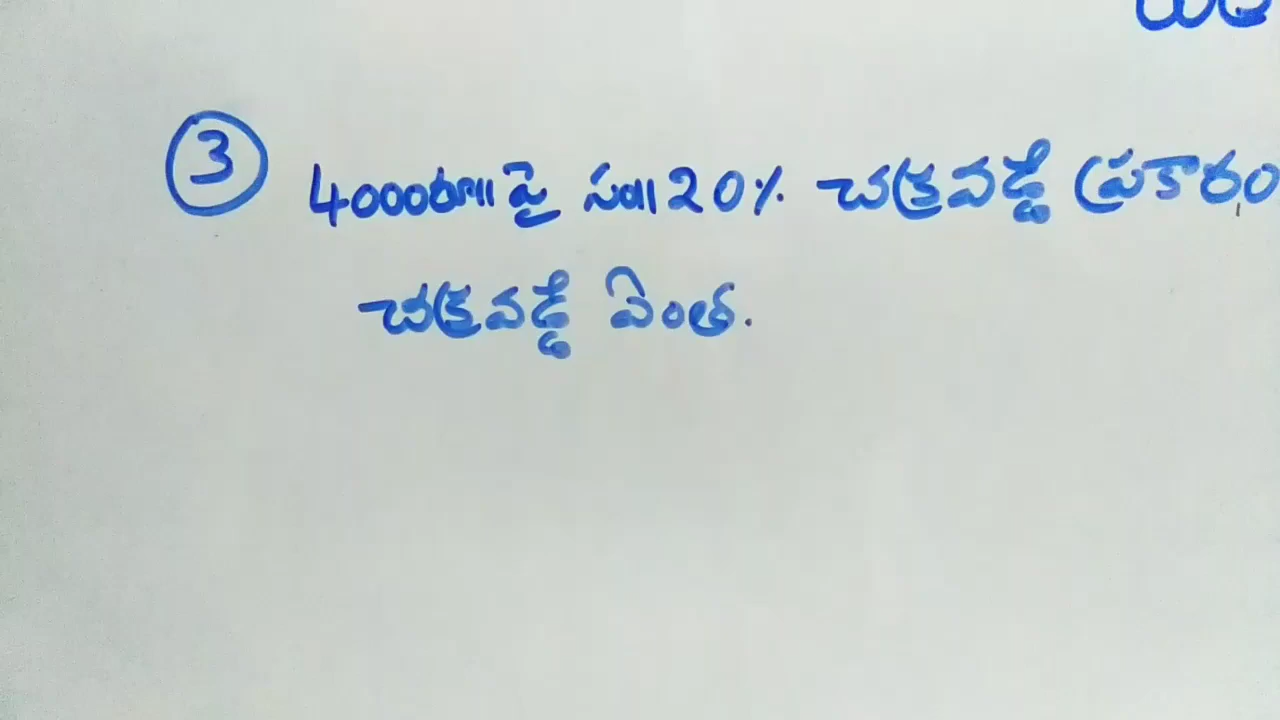 3 4000రూ॥ పై సం॥ 20% చక్రవడ్డీ ప్రకారం
చక్రవడ్డీ ఏంత.